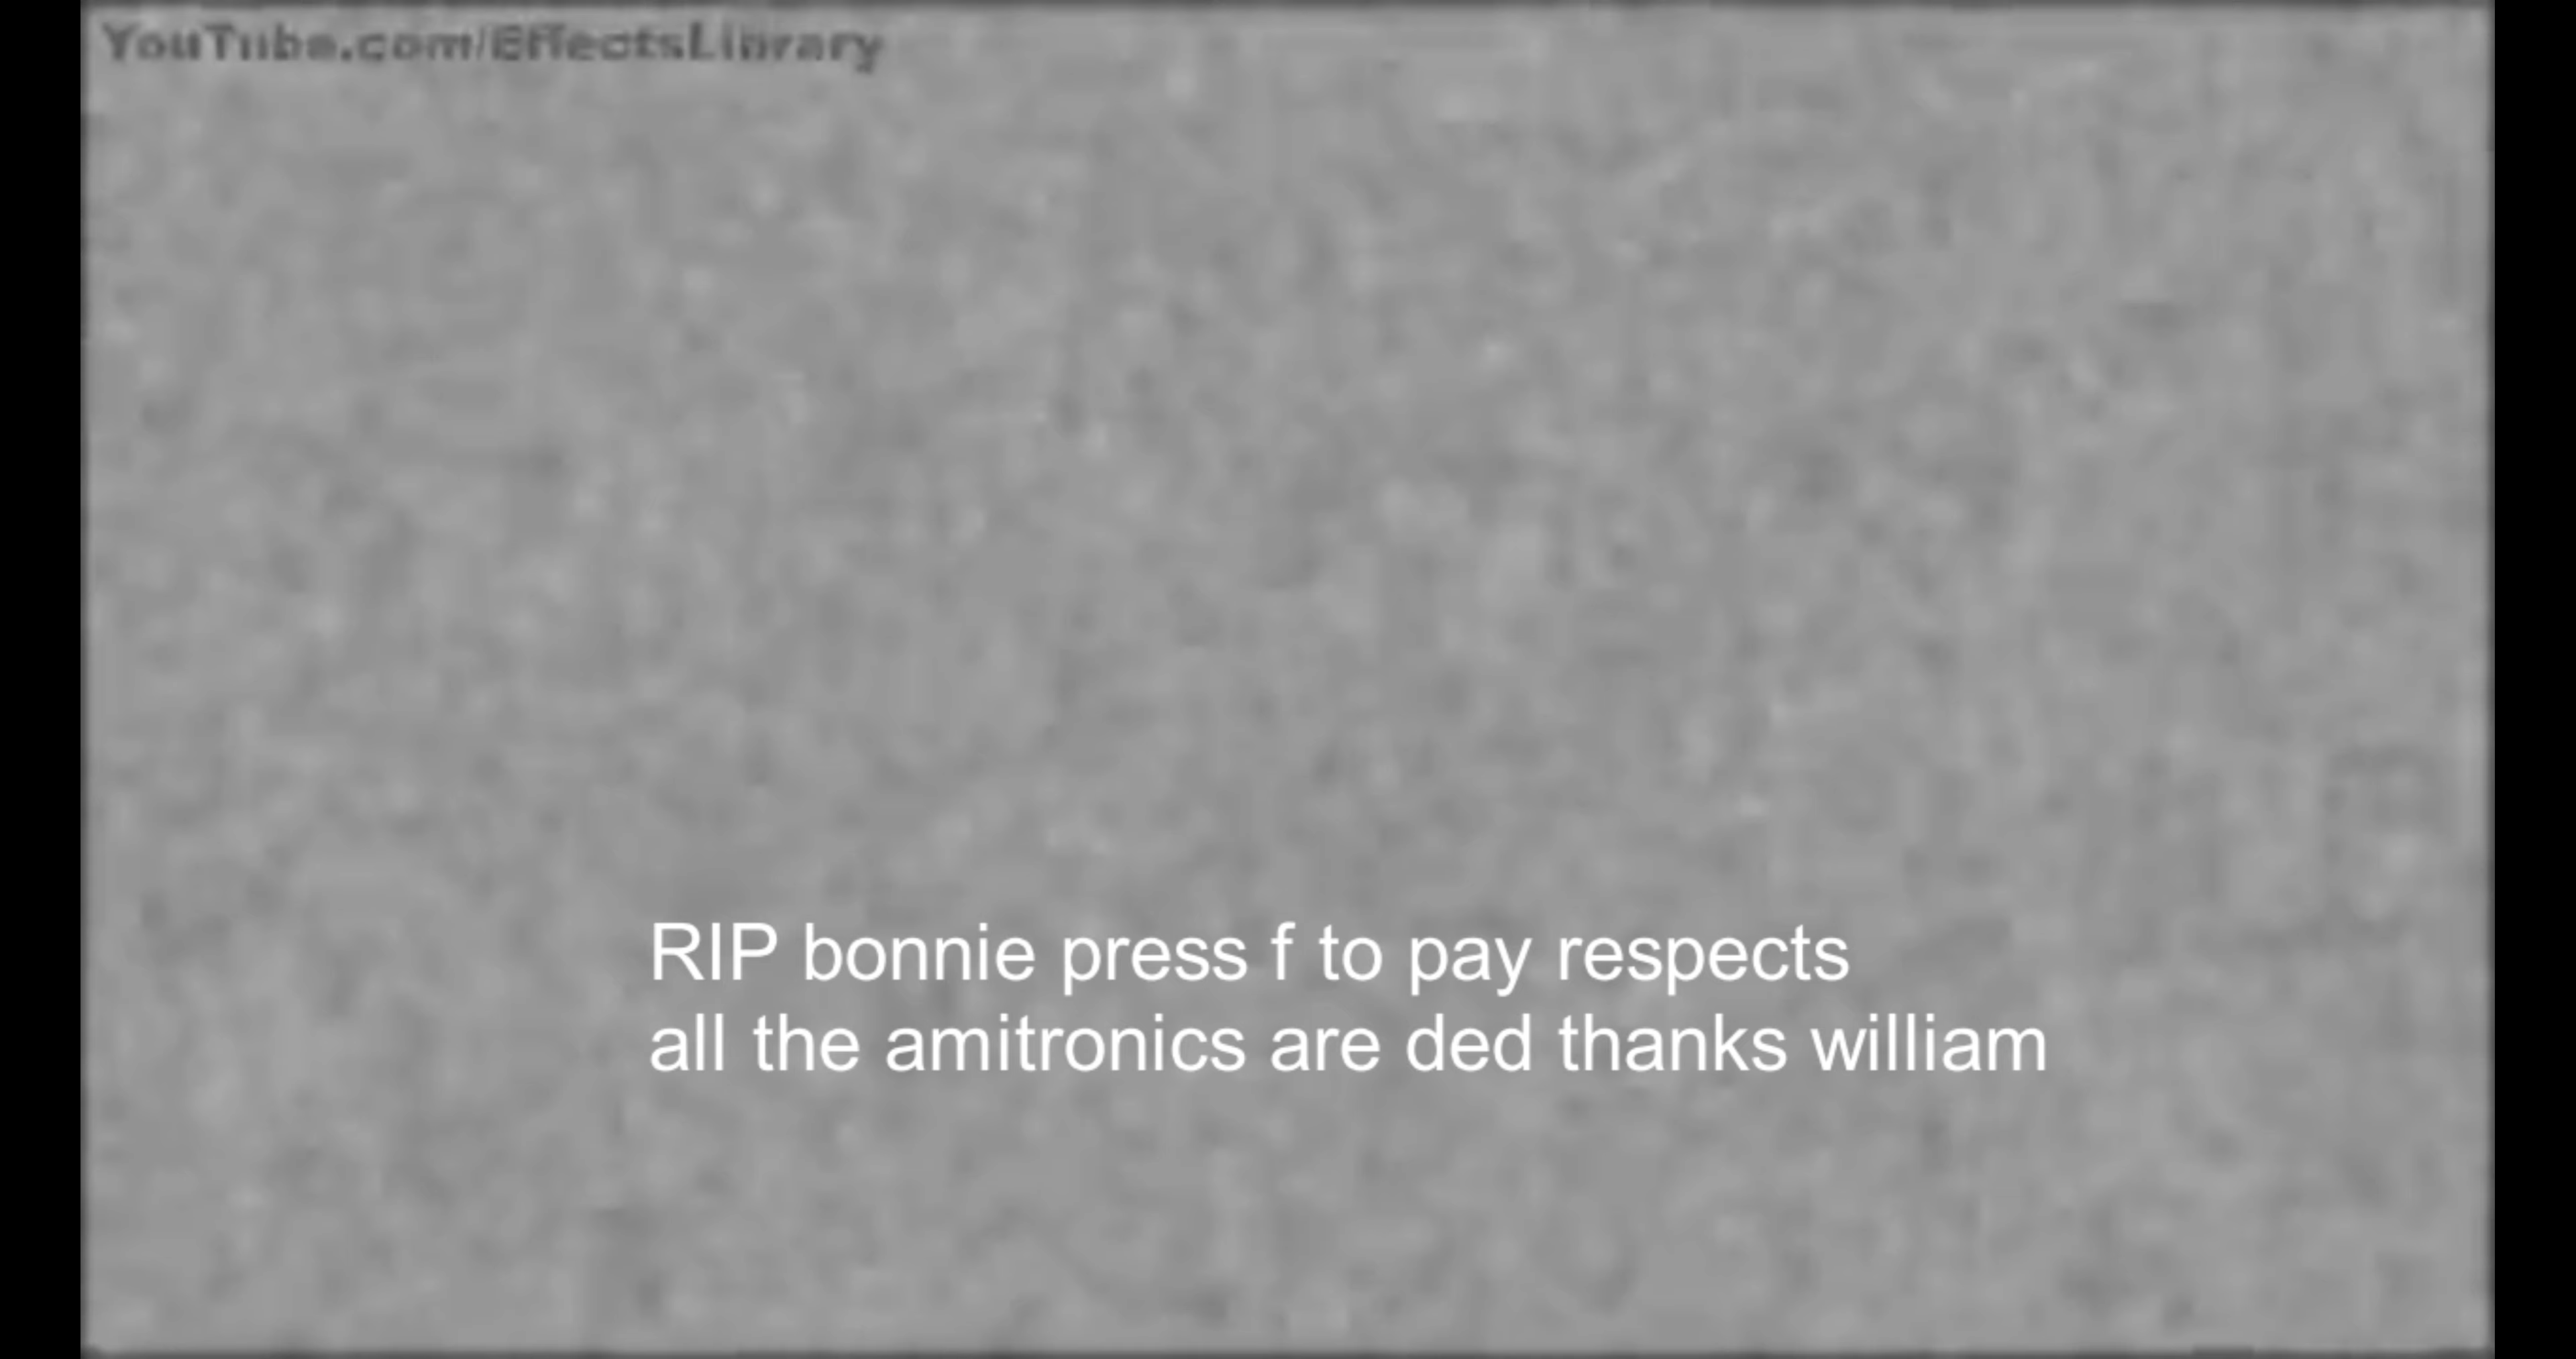 YouTube.com/EffectsLibrary
RIP bonnie press f to pay respects
all the amitronics are ded thanks william